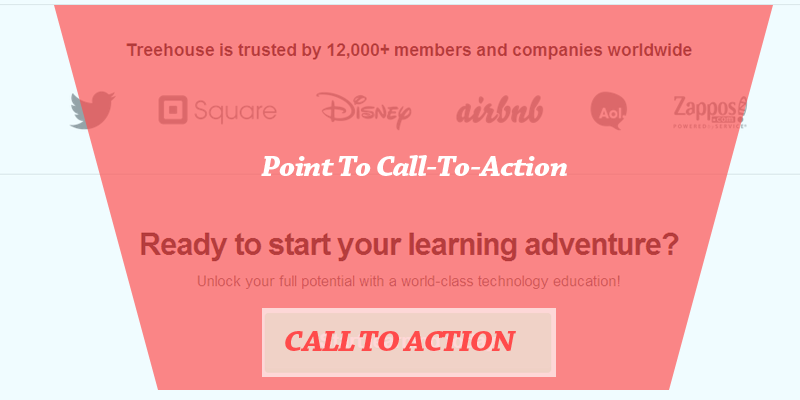 Treehouse is trusted by 12,000+ members and companies worldwide
Square Disney airbnb Aol. Zappos
.com
POWERED by SERVICE
Point To Call-To-Action
Ready to start your learning adventure?
Unlock your full potential with a world-class technology education!
CALL TO ACTION